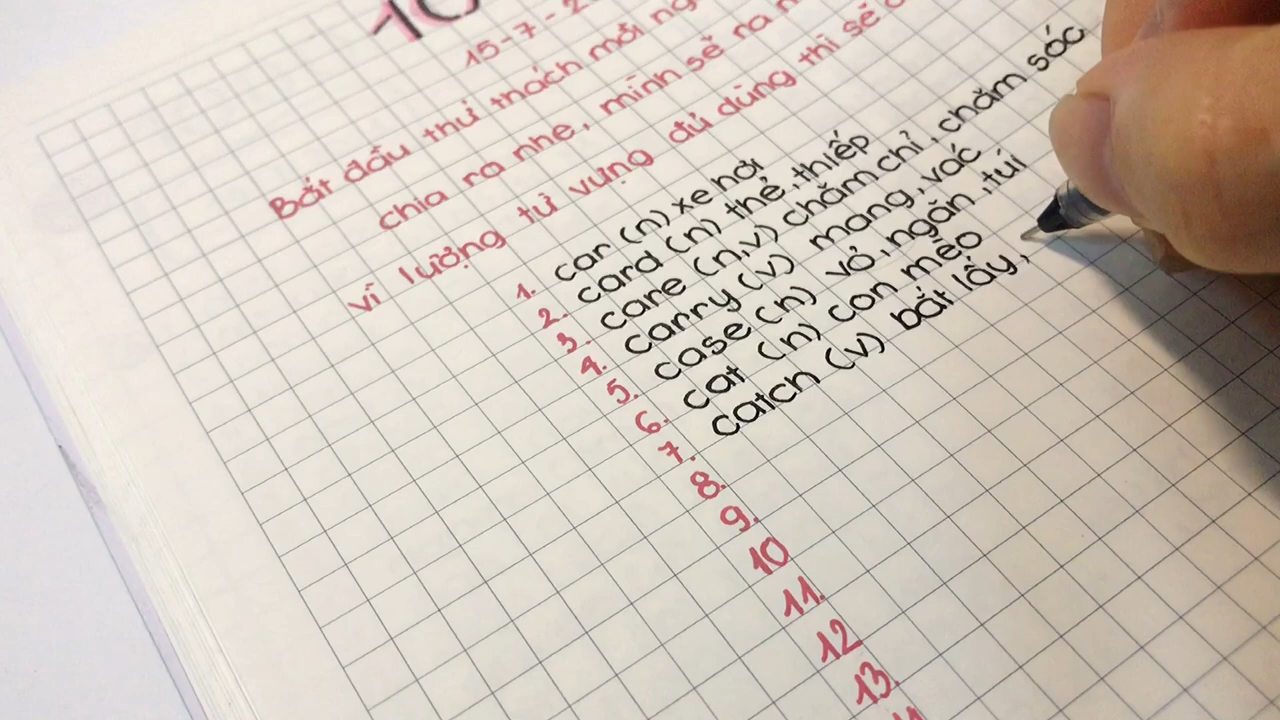 10
15-7-2
Bắt đầu thử thách mỗi ng
chia ra nhe, mình sẽ ra
vì lượng từ vựng đủ dùng thì sẽ
1. car (n) xe hơi
2. card (n) thẻ, thiếp
3. care (n,v) chăm chỉ, chăm sóc
4. carry (v) mang, vác
5. case (n) vỏ, ngăn, túi
6. cat (n) con mèo
7. catch (v) bắt lấy,
8.
9.
10
11.
12
13.